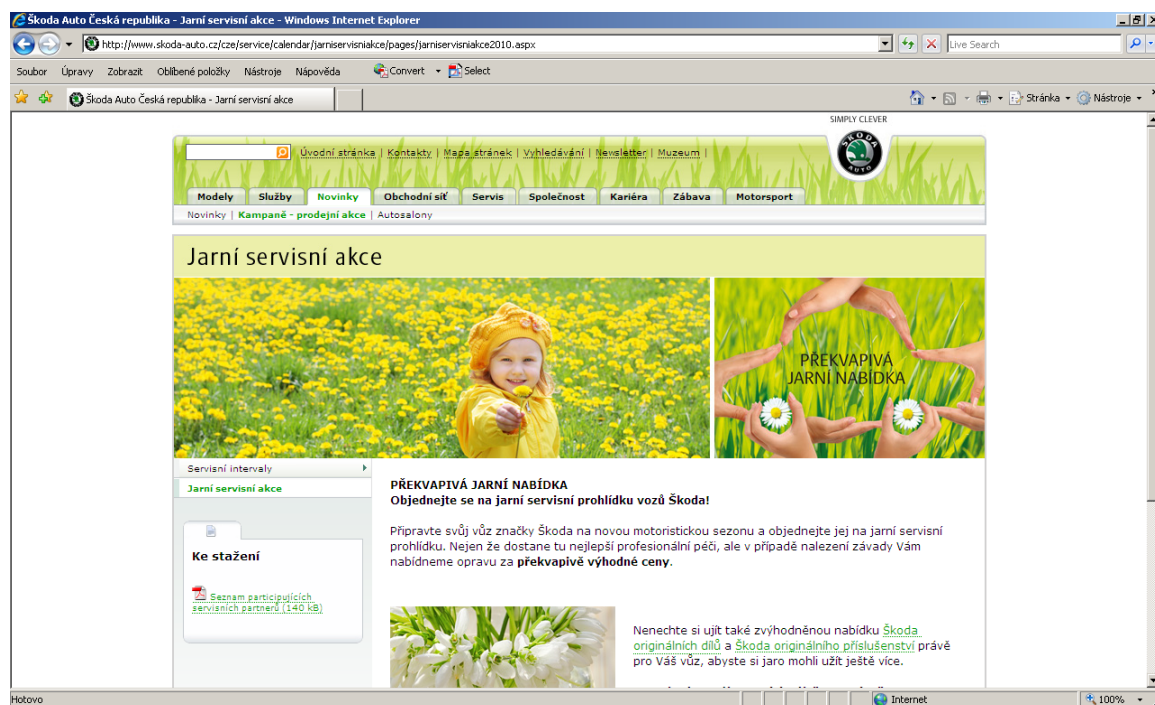 Škoda Auto Česká republika - Jarní servisní akce - Windows Internet Explorer
http://www.skoda-auto.cz/cze/service/calendar/jarniservisniakce/pages/jarniservisniakce2010.aspx
Live Search
Soubor Úpravy Zobrazit Oblíbené položky Nástroje Nápověda Convert Select
Škoda Auto Česká republika - Jarní servisní akce
Stránka Nástroje
SIMPLY CLEVER
Úvodní stránka | Kontakty | Mapa stránek | Vyhledávání | Newsletter | Muzeum |
ŠKODA
AUTO
Modely Služby Novinky Obchodní síť Servis Společnost Kariéra Zábava Motorsport
Novinky | Kampaně - prodejní akce | Autosalony
Jarní servisní akce
PŘEKVAPIVÁ
JARNÍ NABÍDKA
Servisní intervaly
Jarní servisní akce
Ke stažení
Seznam participujících
servisních partnerů (140 kB)
PŘEKVAPIVÁ JARNÍ NABÍDKA
Objednejte se na jarní servisní prohlídku vozů Škoda!
Připravte svůj vůz značky Škoda na novou motoristickou sezonu a objednejte jej na jarní servisní
prohlídku. Nejen že dostane tu nejlepší profesionální péči, ale v případě nalezení závady Vám
nabídneme opravu za překvapivě výhodné ceny.
Nenechte si ujít také zvýhodněnou nabídku Škoda
originálních dílů a Škoda originálního příslušenství právě
pro Váš vůz, abyste si jaro mohli užít ještě více.
Hotovo
Internet
100%